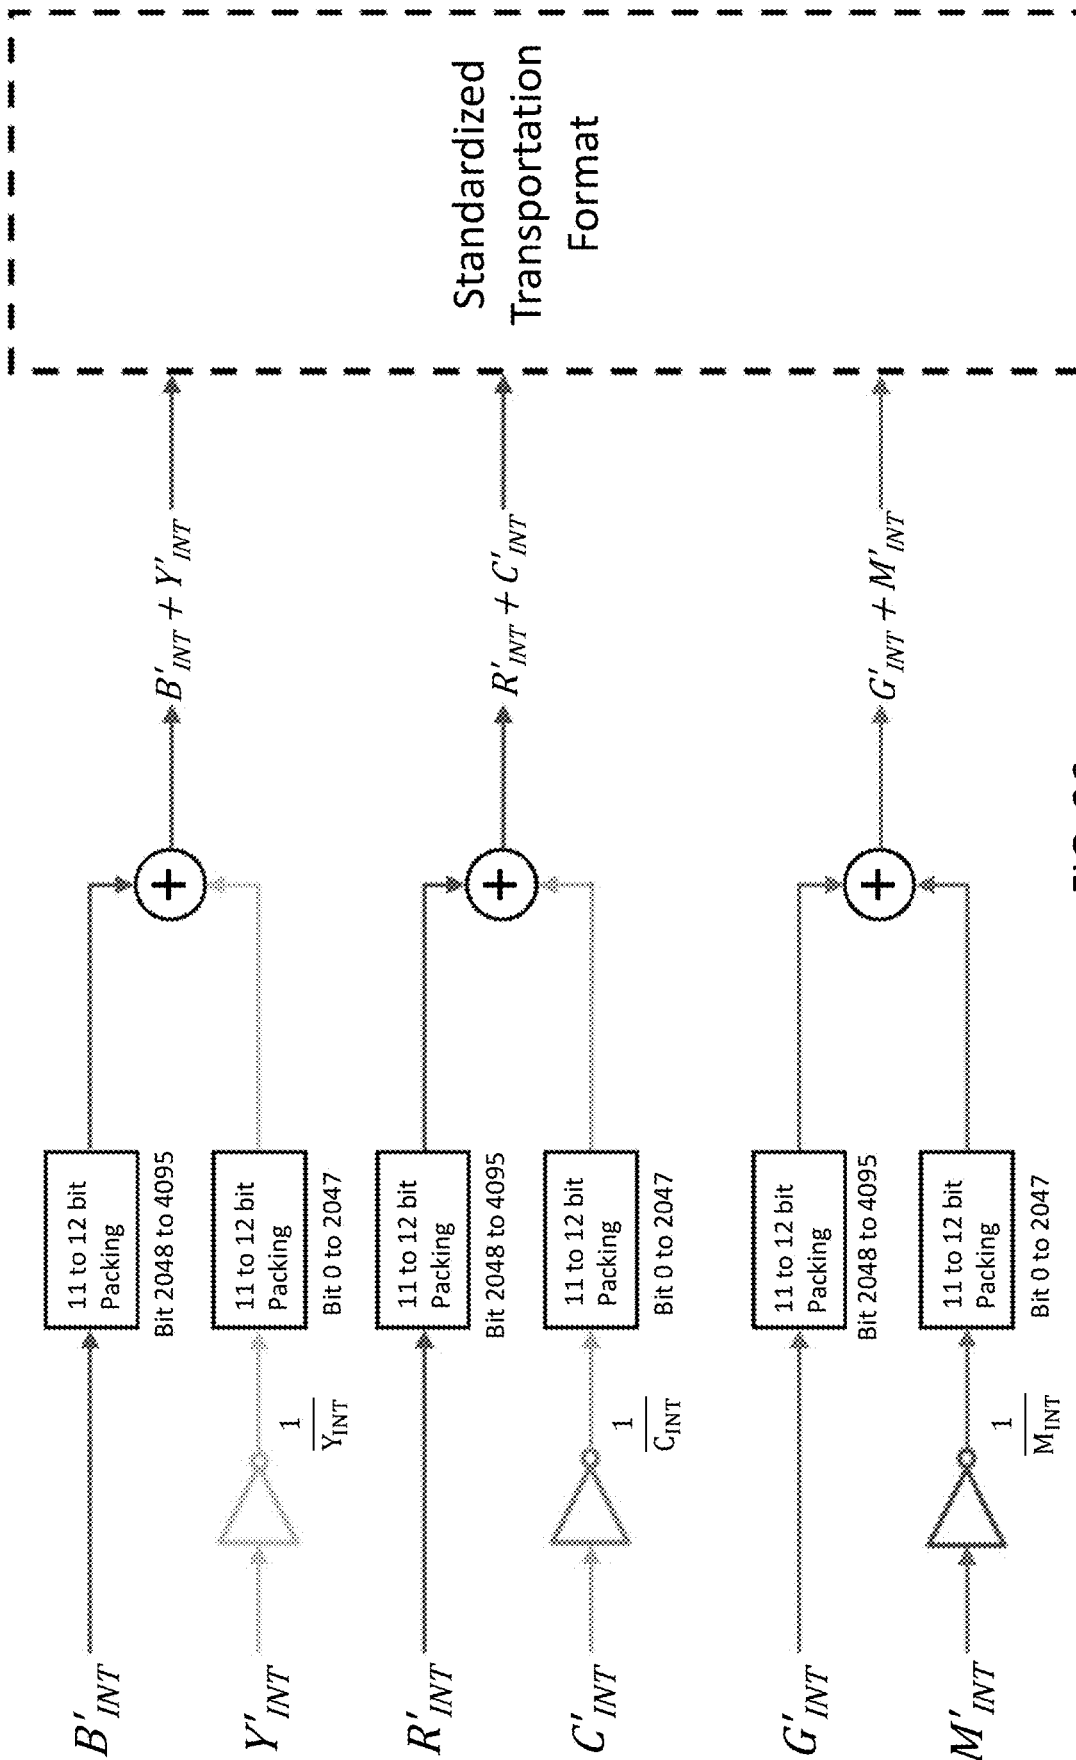 B'INT
11 to 12 bit
Packing
Bit 2048 to 4095
Y'INT
1
YINT
11 to 12 bit
Packing
Bit 0 to 2047
+
B'INT + Y'INT
R'INT
11 to 12 bit
Packing
Bit 2048 to 4095
C'INT
1
CINT
11 to 12 bit
Packing
Bit 0 to 2047
+
R'INT + C'INT
G'INT
11 to 12 bit
Packing
Bit 2048 to 4095
M'INT
1
MINT
11 to 12 bit
Packing
Bit 0 to 2047
+
G'INT + M'INT
Standardized
Transportation
Format